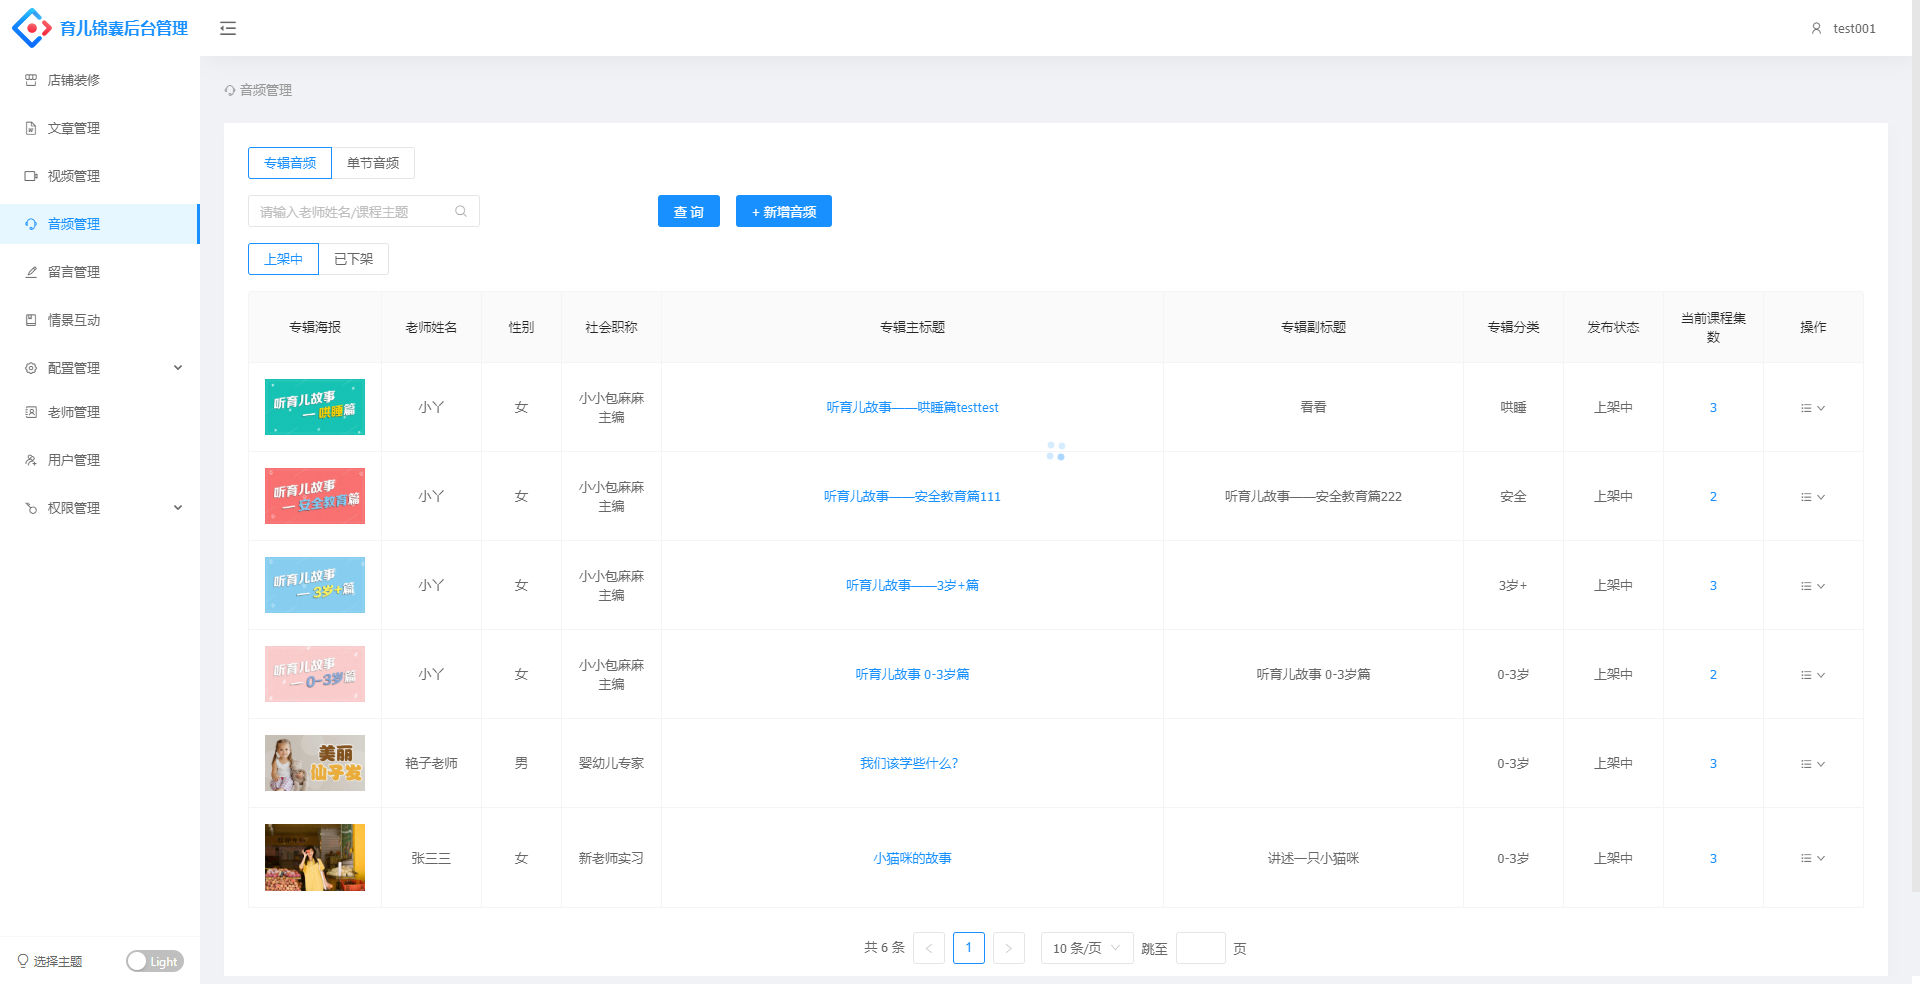 育儿锦囊后台管理
test001
店铺装修
文章管理
视频管理
音频管理
留言管理
情景互动
配置管理
老师管理
用户管理
权限管理
选择主题
Light
音频管理
专辑音频 单节音频
请输入老师姓名/课程主题 查 询 + 新增音频
上架中 已下架
专辑海报 老师姓名 性别 社会职称 专辑主标题 专辑副标题 专辑分类 发布状态 当前课程集数 操作
听育儿故事
— 哄睡篇
小丫 女 小小包麻麻主编 听育儿故事——哄睡篇testtest 看看 哄睡 上架中 3
听育儿故事
— 安全教育篇
小丫 女 小小包麻麻主编 听育儿故事——安全教育篇111 听育儿故事——安全教育篇222 安全 上架中 2
听育儿故事
— 3岁+篇
小丫 女 小小包麻麻主编 听育儿故事——3岁+篇 3岁+ 上架中 3
听育儿故事
— 0-3岁篇
小丫 女 小小包麻麻主编 听育儿故事 0-3岁篇 听育儿故事 0-3岁篇 0-3岁 上架中 2
美丽
仙子发
艳子老师 男 婴幼儿专家 我们该学些什么? 0-3岁 上架中 3
张三三 女 新老师实习 小猫咪的故事 讲述一只小猫咪 0-3岁 上架中 3
共 6 条 < 1 > 10 条/页 跳至 页